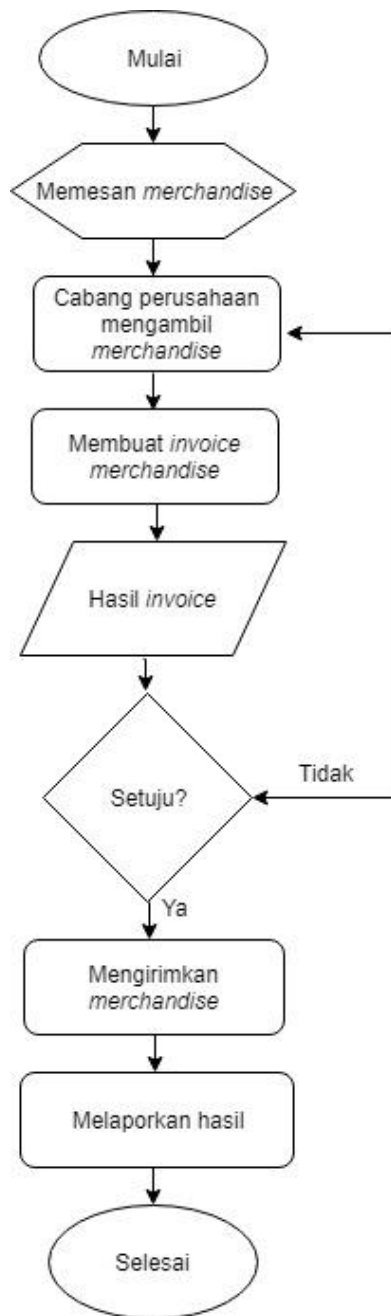 Mulai
Memesan merchandise
Cabang perusahaan
mengambil
merchandise
Membuat invoice
merchandise
Hasil invoice
Setuju?
Tidak
Ya
Mengirimkan
merchandise
Melaporkan hasil
Selesai